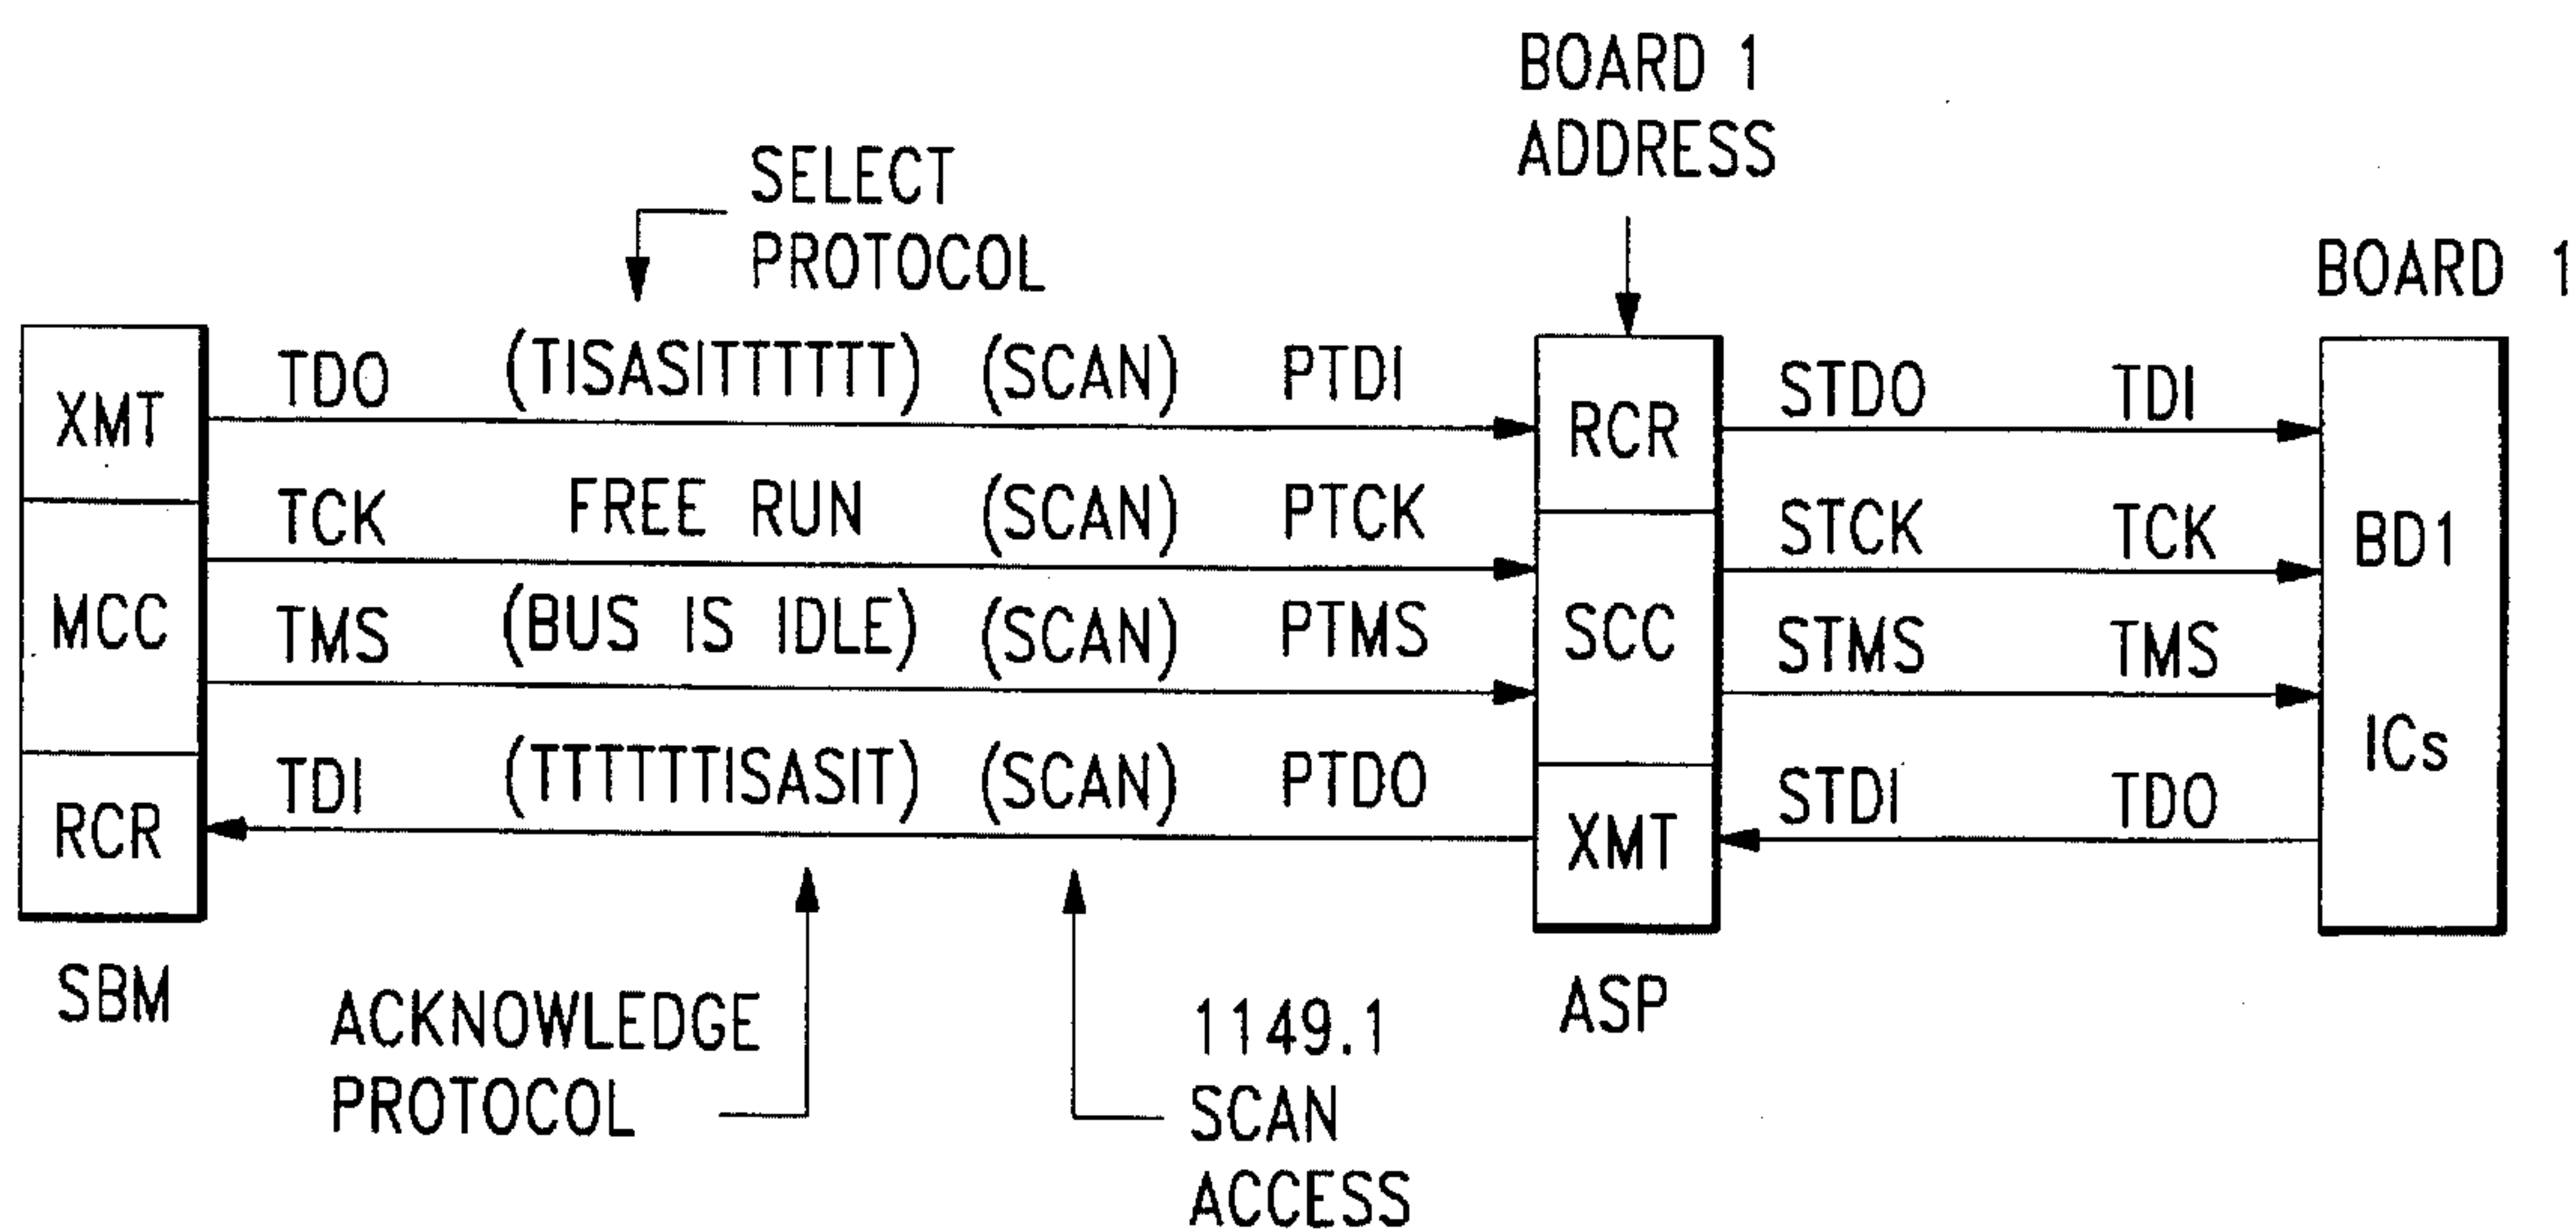 BOARD 1
ADDRESS
SELECT
PROTOCOL
BOARD 1
XMT
TDO (TISASITTTTTT) (SCAN) PTDI
RCR
STDO TDI
TCK FREE RUN (SCAN) PTCK
STCK TCK
BD1
MCC
TMS (BUS IS IDLE) (SCAN) PTMS
SCC
STMS TMS
ICs
TDI (TTTTTTISASIT) (SCAN) PTDO
STDI TDO
RCR
XMT
SBM
ASP
ACKNOWLEDGE
PROTOCOL
1149.1
SCAN
ACCESS